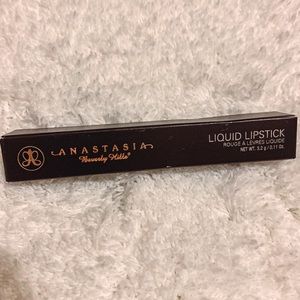 ANASTASIA
Beverly Hills®
LIQUID LIPSTICK
ROUGE À LÈVRES LIQUIDE
NET WT. 3.2 g / 0.11 Oz.